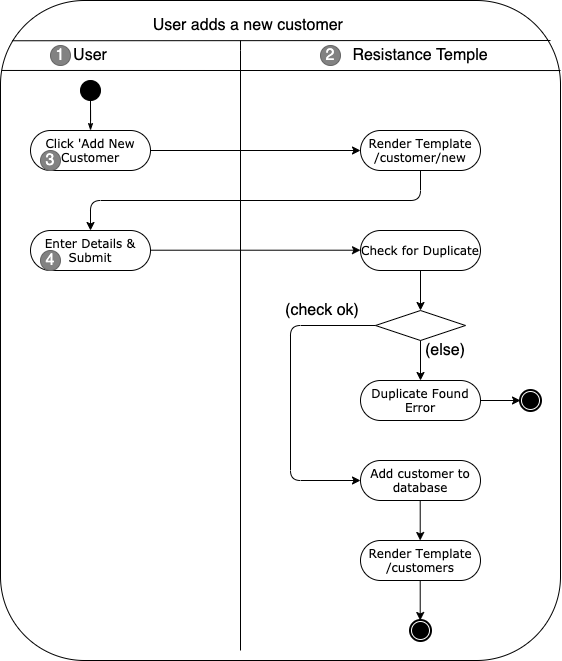 User adds a new customer
1 User
2 Resistance Temple
Click 'Add New
3 Customer
Render Template
/customer/new
Enter Details &
4 Submit
Check for Duplicate
(check ok)
(else)
Duplicate Found
Error
Add customer to
database
Render Template
/customers